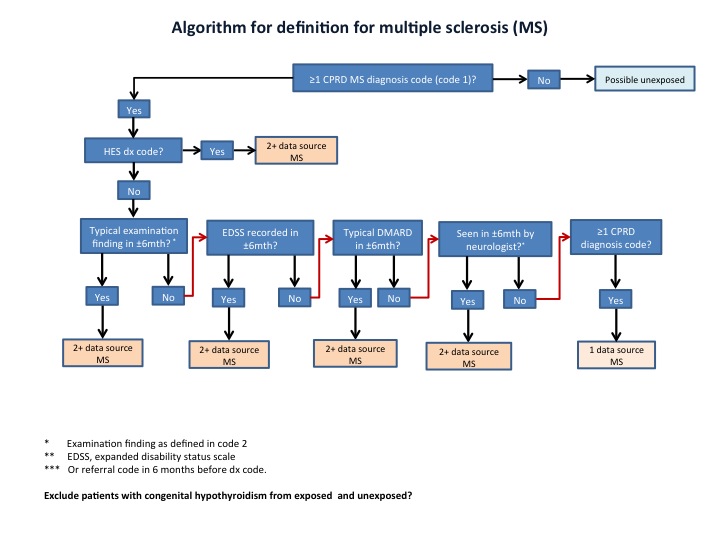 Algorithm for definition for multiple sclerosis (MS)
≥1 CPRD MS diagnosis code (code 1)?
No
Possible unexposed
Yes
HES dx code?
Yes
2+ data source
MS
No
Typical examination
finding in ±6mth? *
EDSS recorded in
±6mth?
Typical DMARD
in ±6mth?
Seen in ±6mth by
neurologist?*
≥1 CPRD
diagnosis code?
Yes
No
Yes
No
Yes
No
Yes
No
Yes
2+ data source
MS
2+ data source
MS
2+ data source
MS
2+ data source
MS
1 data source
MS
* Examination finding as defined in code 2
** EDSS, expanded disability status scale
*** Or referral code in 6 months before dx code.
Exclude patients with congenital hypothyroidism from exposed and unexposed?